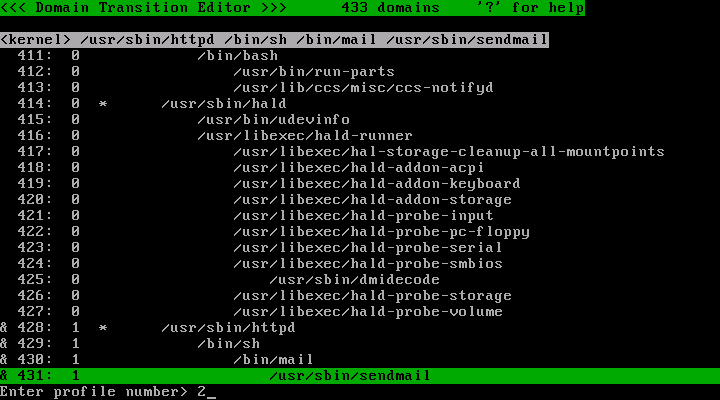 <<< Domain Transition Editor >>>      433 domains    '?' for help
<kernel> /usr/sbin/httpd /bin/sh /bin/mail /usr/sbin/sendmail
  411:  0             /bin/bash
  412:  0                 /usr/bin/run-parts
  413:  0                 /usr/lib/ccs/misc/ccs-notifyd
  414:  0  *      /usr/sbin/hald
  415:  0             /usr/bin/udevinfo
  416:  0             /usr/libexec/hald-runner
  417:  0                 /usr/libexec/hal-storage-cleanup-all-mountpoints
  418:  0                 /usr/libexec/hald-addon-acpi
  419:  0                 /usr/libexec/hald-addon-keyboard
  420:  0                 /usr/libexec/hald-addon-storage
  421:  0                 /usr/libexec/hald-probe-input
  422:  0                 /usr/libexec/hald-probe-pc-floppy
  423:  0                 /usr/libexec/hald-probe-serial
  424:  0                 /usr/libexec/hald-probe-smbios
  425:  0                     /usr/sbin/dmidecode
  426:  0                 /usr/libexec/hald-probe-storage
  427:  0                 /usr/libexec/hald-probe-volume
& 428:  1  *      /usr/sbin/httpd
& 429:  1             /bin/sh
& 430:  1                 /bin/mail
& 431:  1                     /usr/sbin/sendmail
Enter profile number> 2_